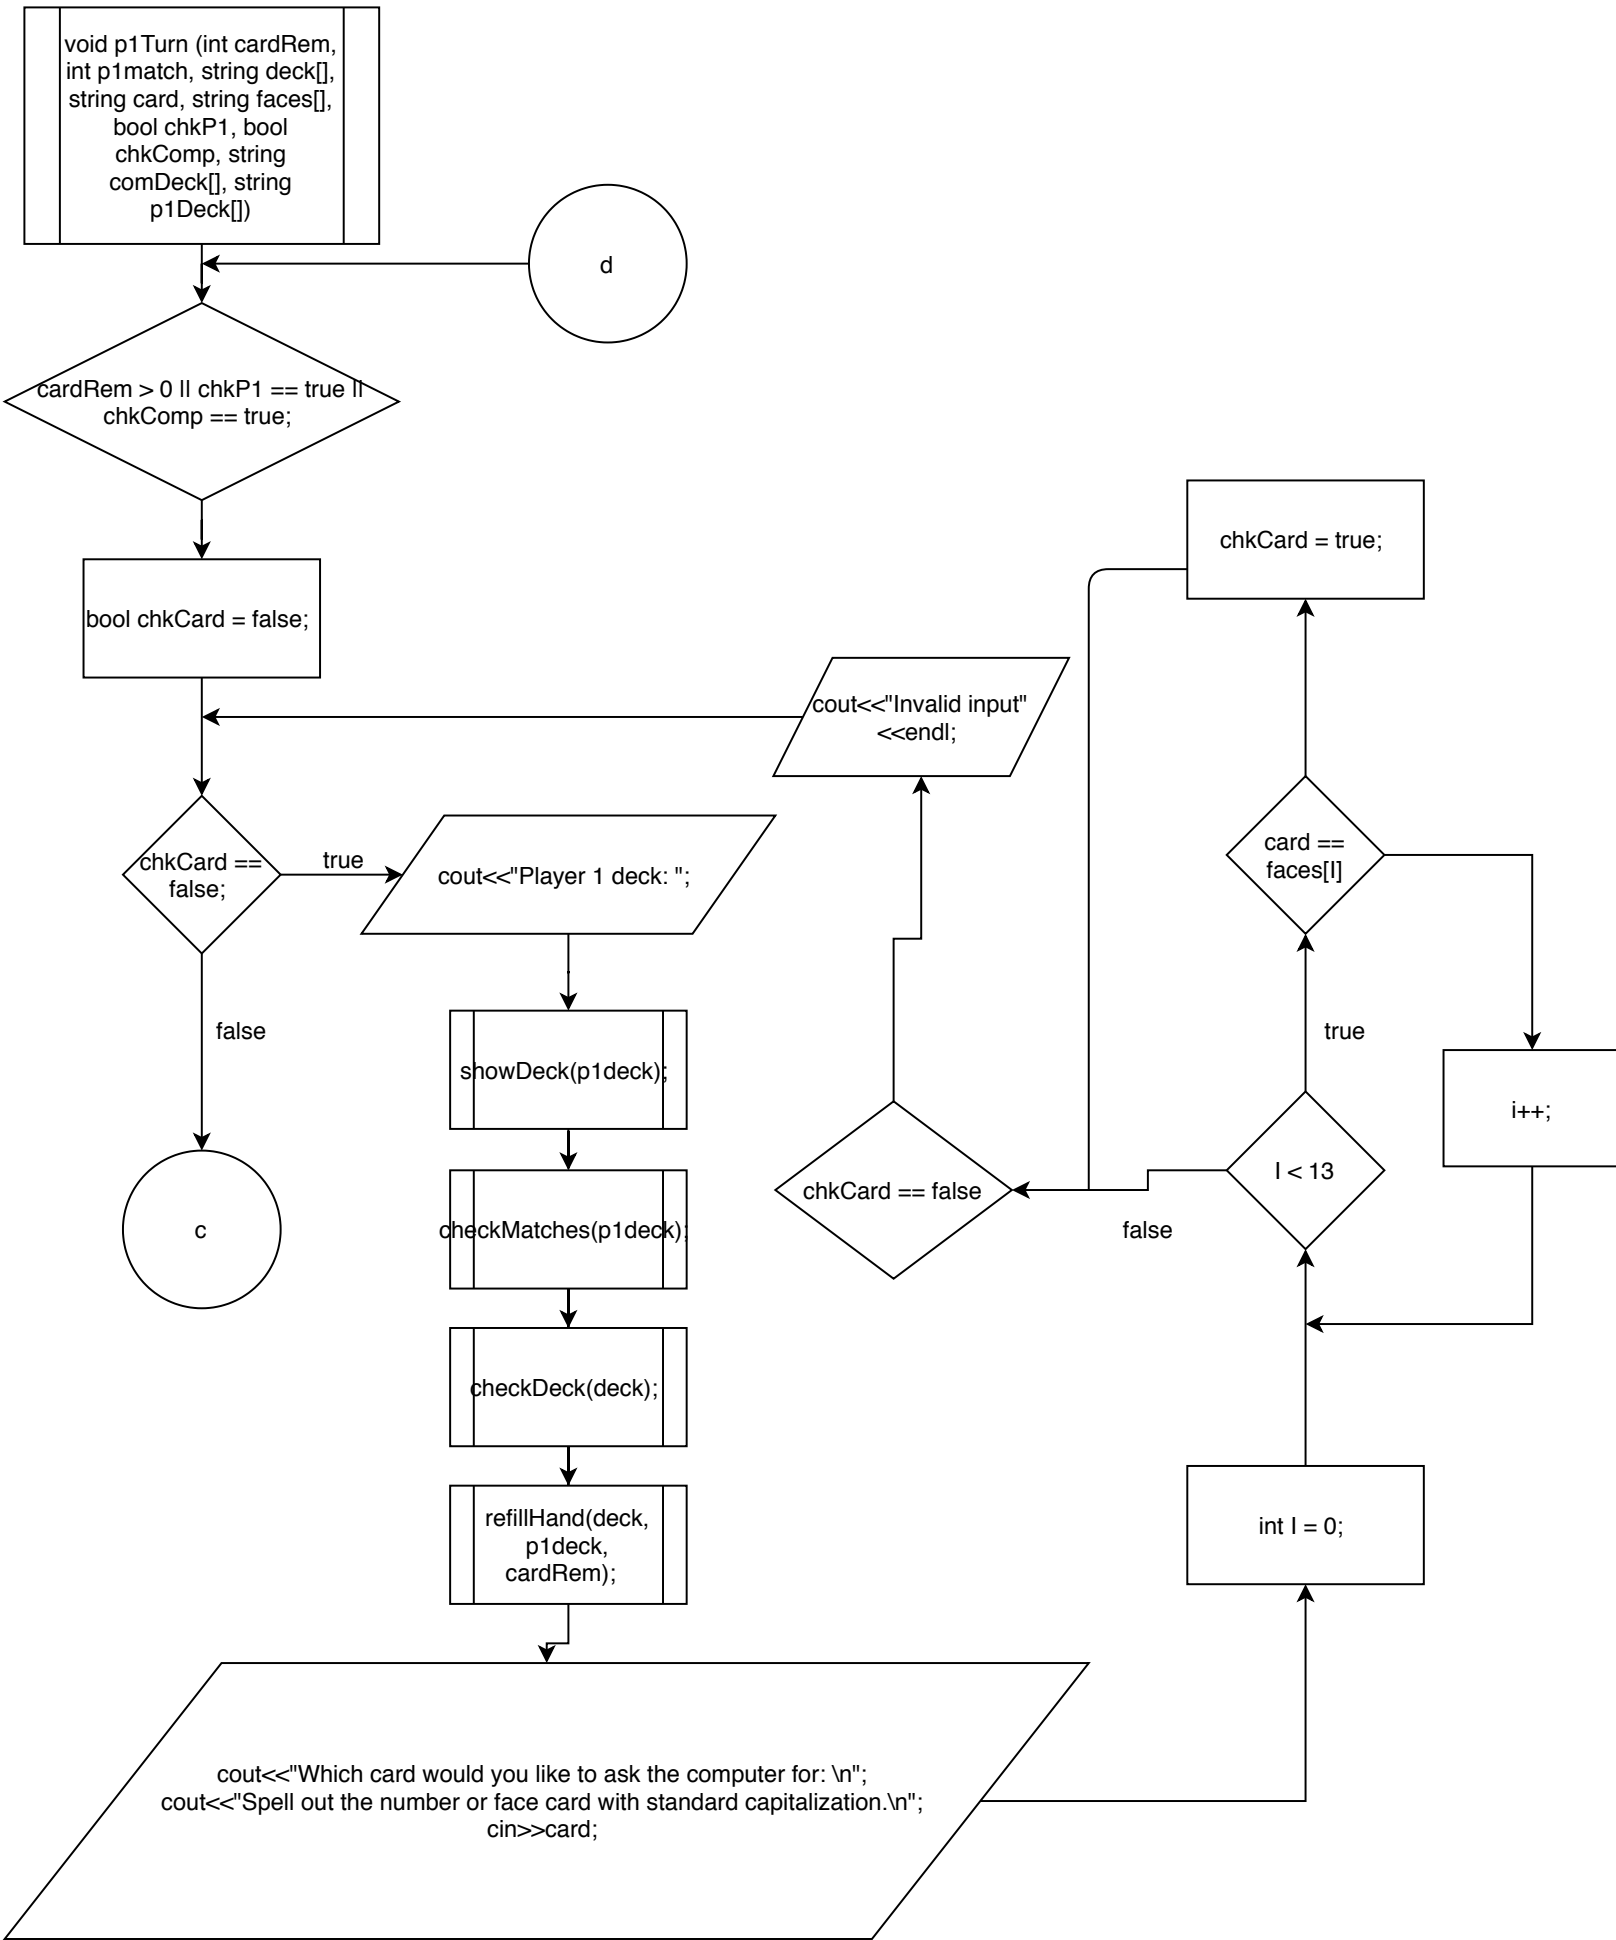 void p1Turn (int cardRem,
int p1match, string deck[],
string card, string faces[],
bool chkP1, bool
chkComp, string
comDeck[], string
p1Deck[])
d
cardRem > 0 II chkP1 == true II
chkComp == true;
bool chkCard = false;
chkCard = true;
cout<<"Invalid input"
<<endl;
chkCard ==
false;
true
cout<<"Player 1 deck: ";
card ==
faces[I]
false
showDeck(p1deck);
true
i++;
c
checkMatches(p1deck);
chkCard == false
false
I < 13
checkDeck(deck);
refillHand(deck,
p1deck,
cardRem);
int I = 0;
cout<<"Which card would you like to ask the computer for: \n";
cout<<"Spell out the number or face card with standard capitalization.\n";
cin>>card;